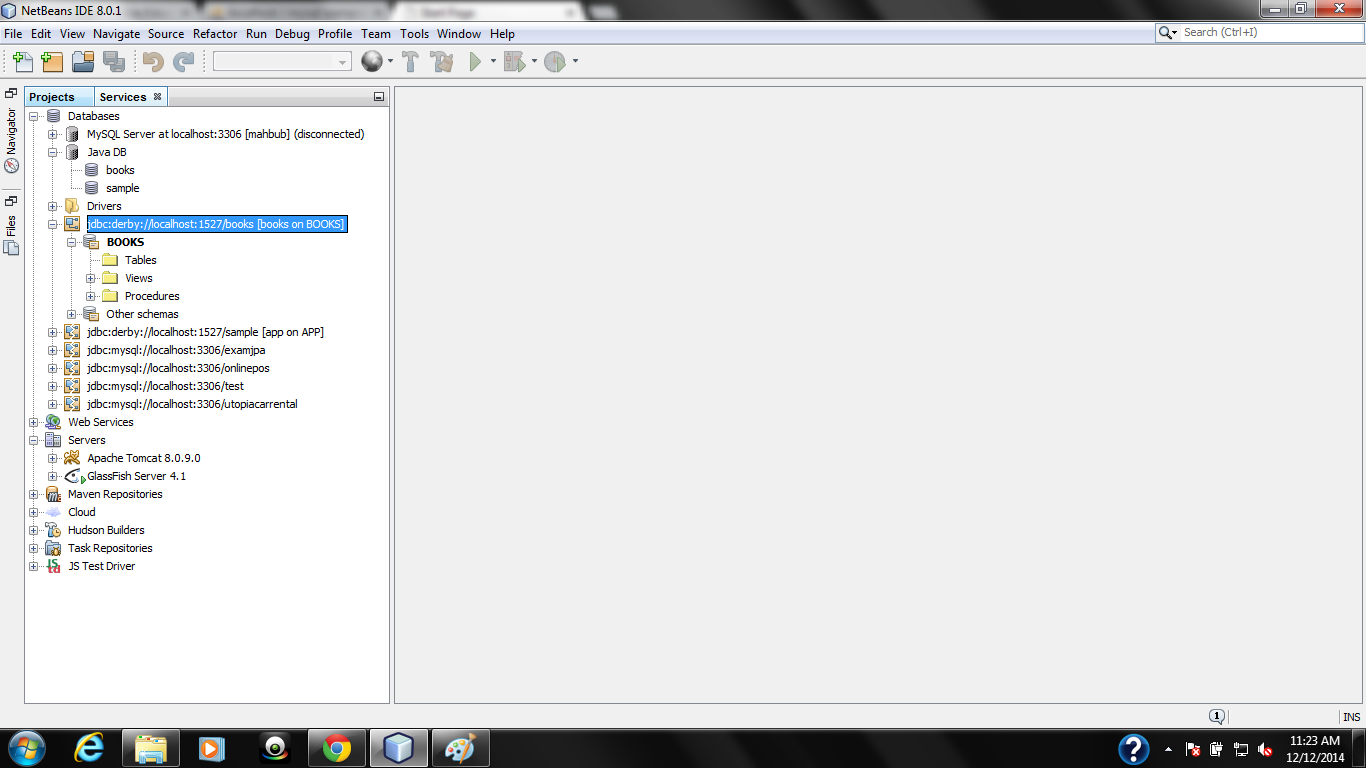 NetBeans IDE 8.0.1
Start Page
File Edit View Navigate Source Refactor Run Debug Profile Team Tools Window Help
Search (Ctrl+I)
Navigator
Files
Projects Services
Databases
MySQL Server at localhost:3306 [mahbub] (disconnected)
Java DB
books
sample
Drivers
jdbc:derby://localhost:1527/books [books on BOOKS]
BOOKS
Tables
Views
Procedures
Other schemas
jdbc:derby://localhost:1527/sample [app on APP]
jdbc:mysql://localhost:3306/examjpa
jdbc:mysql://localhost:3306/onlinepos
jdbc:mysql://localhost:3306/test
jdbc:mysql://localhost:3306/utopiacarrental
Web Services
Servers
Apache Tomcat 8.0.9.0
GlassFish Server 4.1
Maven Repositories
Cloud
Hudson Builders
Task Repositories
JS Test Driver
1
INS
11:23 AM
12/12/2014